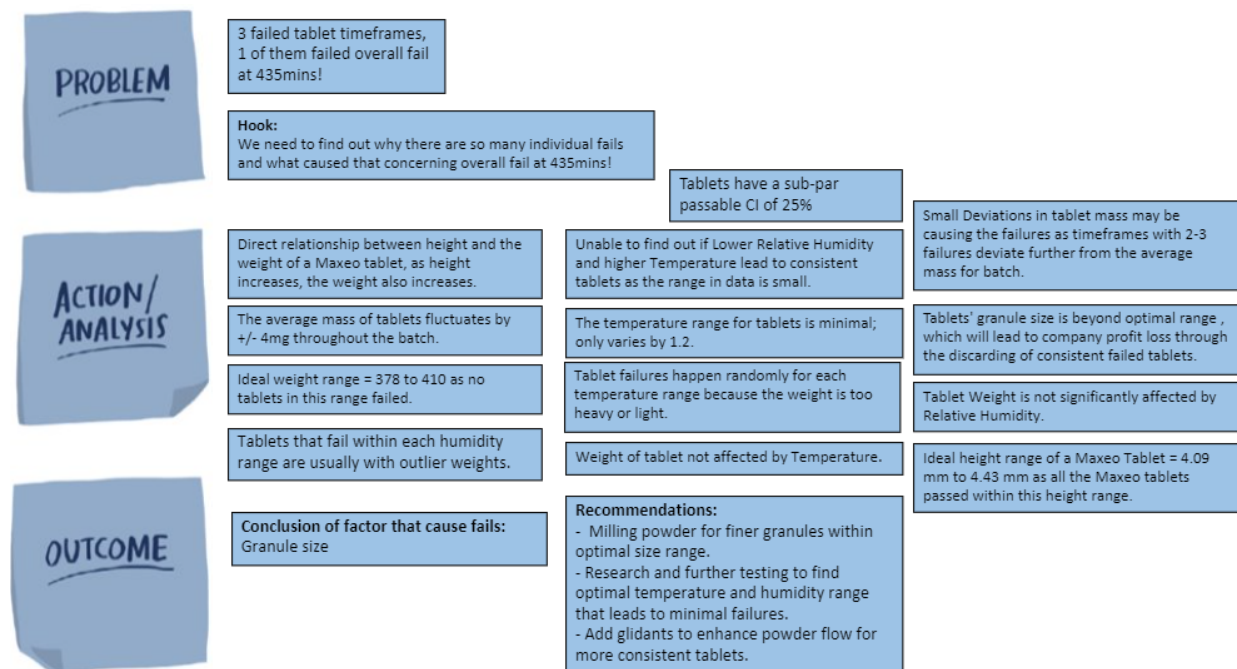 PROBLEM
3 failed tablet timeframes,
1 of them failed overall fail
at 435mins!
Hook:
We need to find out why there are so many individual fails
and what caused that concerning overall fail at 435mins!
Tablets have a sub-par
passable CI of 25%
ACTION/
ANALYSIS
Direct relationship between height and the
weight of a Maxeo tablet, as height
increases, the weight also increases.
The average mass of tablets fluctuates by
+/- 4mg throughout the batch.
Ideal weight range = 378 to 410 as no
tablets in this range failed.
Tablets that fail within each humidity
range are usually with outlier weights.
Unable to find out if Lower Relative Humidity
and higher Temperature lead to consistent
tablets as the range in data is small.
The temperature range for tablets is minimal;
only varies by 1.2.
Tablet failures happen randomly for each
temperature range because the weight is too
heavy or light.
Weight of tablet not affected by Temperature.
Small Deviations in tablet mass may be
causing the failures as timeframes with 2-3
failures deviate further from the average
mass for batch.
Tablets' granule size is beyond optimal range ,
which will lead to company profit loss through
the discarding of consistent failed tablets.
Tablet Weight is not significantly affected by
Relative Humidity.
Ideal height range of a Maxeo Tablet = 4.09
mm to 4.43 mm as all the Maxeo tablets
passed within this height range.
OUTCOME
Conclusion of factor that cause fails:
Granule size
Recommendations:
- Milling powder for finer granules within
optimal size range.
- Research and further testing to find
optimal temperature and humidity range
that leads to minimal failures.
- Add glidants to enhance powder flow for
more consistent tablets.